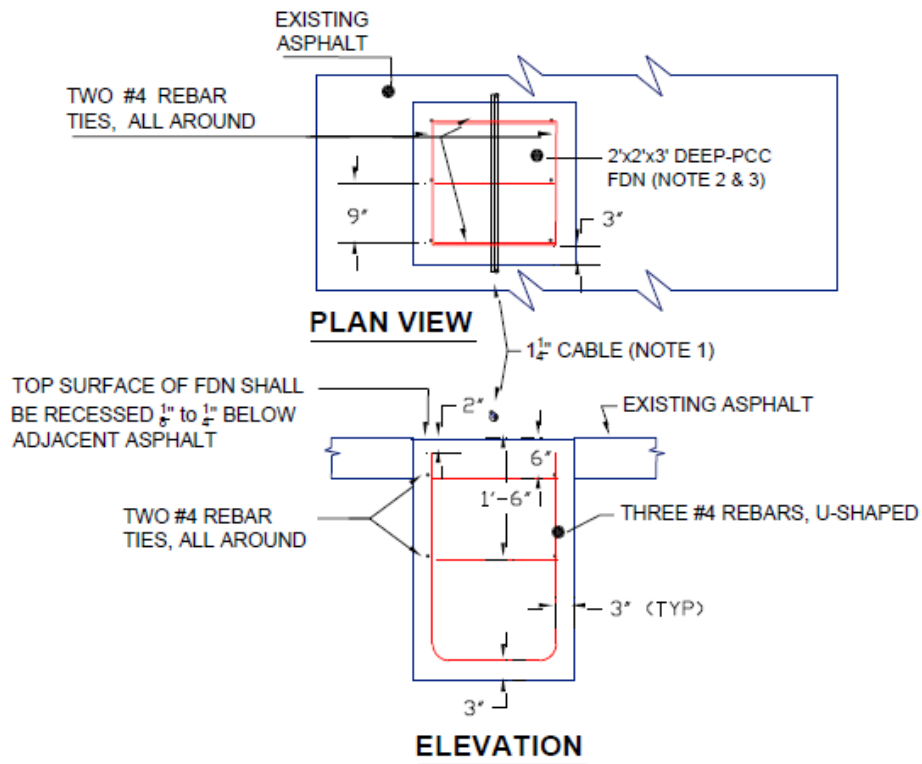 EXISTING
ASPHALT
TWO #4 REBAR
TIES, ALL AROUND
2'x2'x3' DEEP-PCC
FDN (NOTE 2 & 3)
9"
3"
PLAN VIEW
1 1/4" CABLE (NOTE 1)
TOP SURFACE OF FDN SHALL
BE RECESSED 1/8" to 1/4" BELOW
ADJACENT ASPHALT
2"
EXISTING ASPHALT
6"
1'-6"
TWO #4 REBAR
TIES, ALL AROUND
THREE #4 REBARS, U-SHAPED
3" (TYP)
3"
ELEVATION